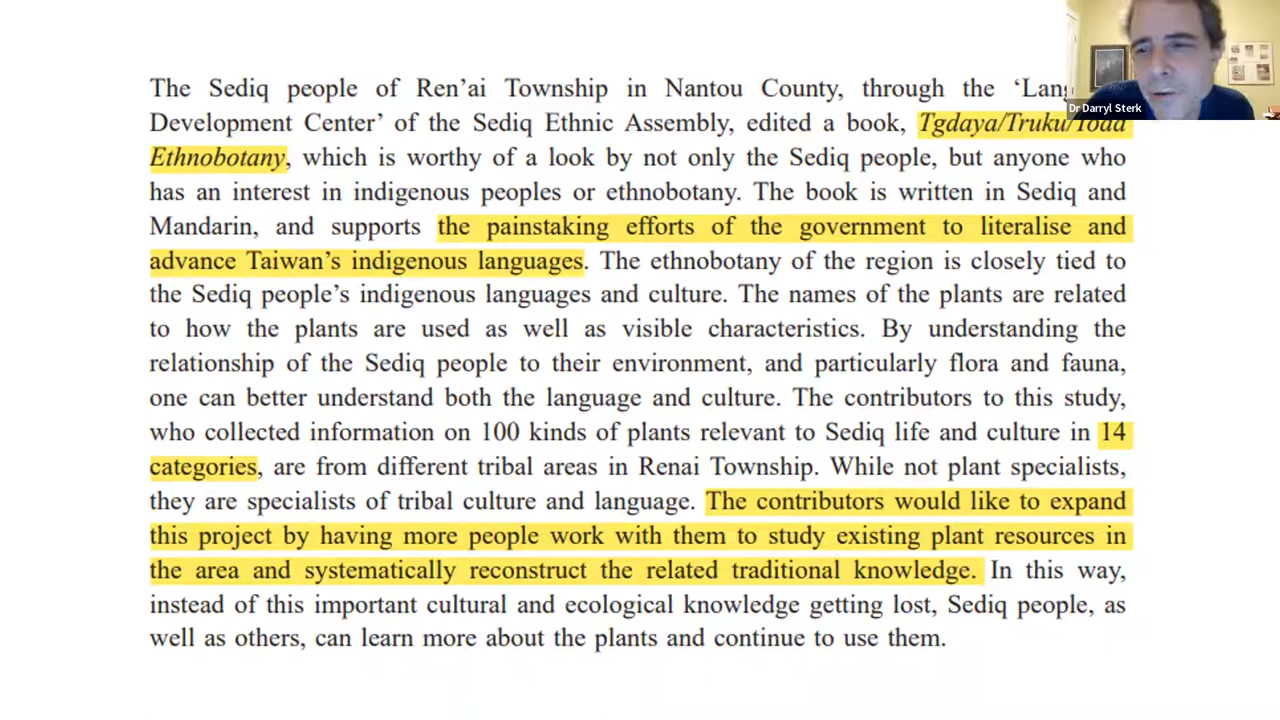 The Sediq people of Ren’ai Township in Nantou County, through the ‘Lang
Development Center’ of the Sediq Ethnic Assembly, edited a book, Tgdaya/Truku/Toda
Ethnobotany, which is worthy of a look by not only the Sediq people, but anyone who
has an interest in indigenous peoples or ethnobotany. The book is written in Sediq and
Mandarin, and supports the painstaking efforts of the government to literalise and
advance Taiwan’s indigenous languages. The ethnobotany of the region is closely tied to
the Sediq people’s indigenous languages and culture. The names of the plants are related
to how the plants are used as well as visible characteristics. By understanding the
relationship of the Sediq people to their environment, and particularly flora and fauna,
one can better understand both the language and culture. The contributors to this study,
who collected information on 100 kinds of plants relevant to Sediq life and culture in 14
categories, are from different tribal areas in Renai Township. While not plant specialists,
they are specialists of tribal culture and language. The contributors would like to expand
this project by having more people work with them to study existing plant resources in
the area and systematically reconstruct the related traditional knowledge. In this way,
instead of this important cultural and ecological knowledge getting lost, Sediq people, as
well as others, can learn more about the plants and continue to use them.
Dr Darryl Sterk